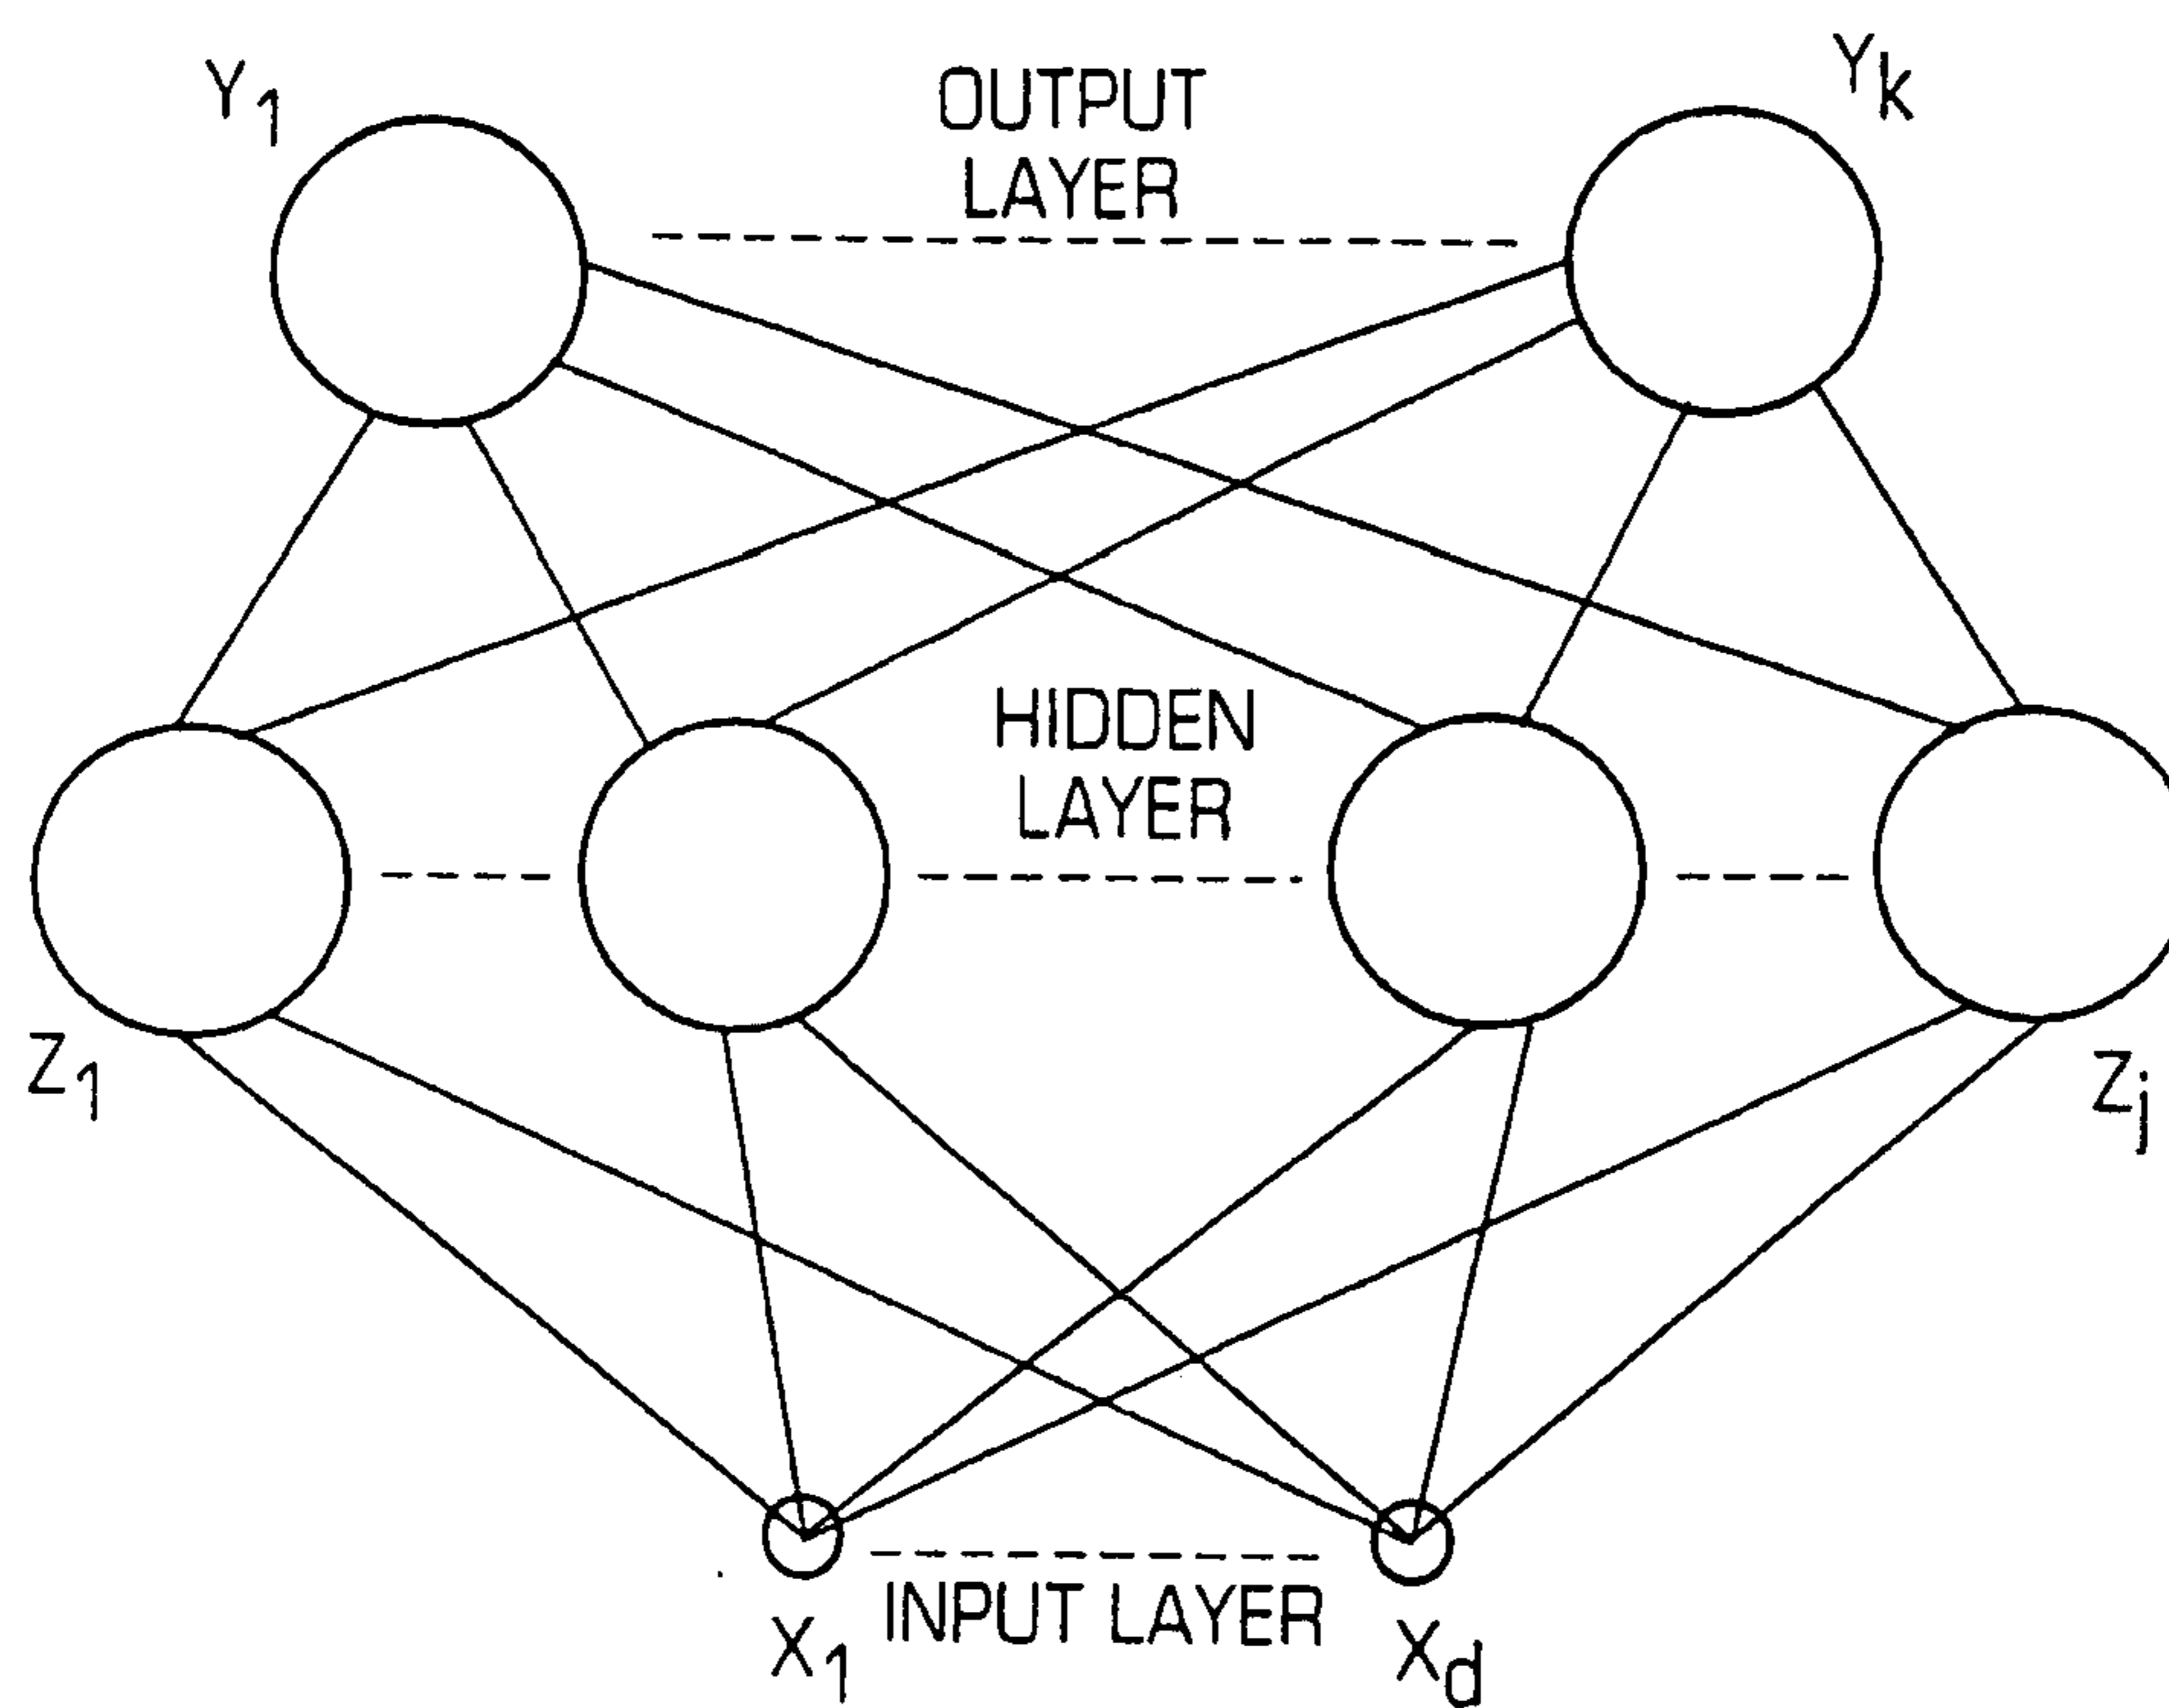 Y1
OUTPUT
LAYER
Yk
HIDDEN
LAYER
Z1
Zj
INPUT LAYER
X1
Xd